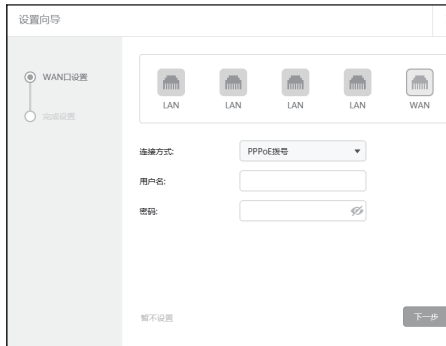 设置向导
WAN口设置
完成设置
LAN LAN LAN LAN WAN
连接方式: PPPoE拨号
用户名:
密码:
暂不设置 下一步